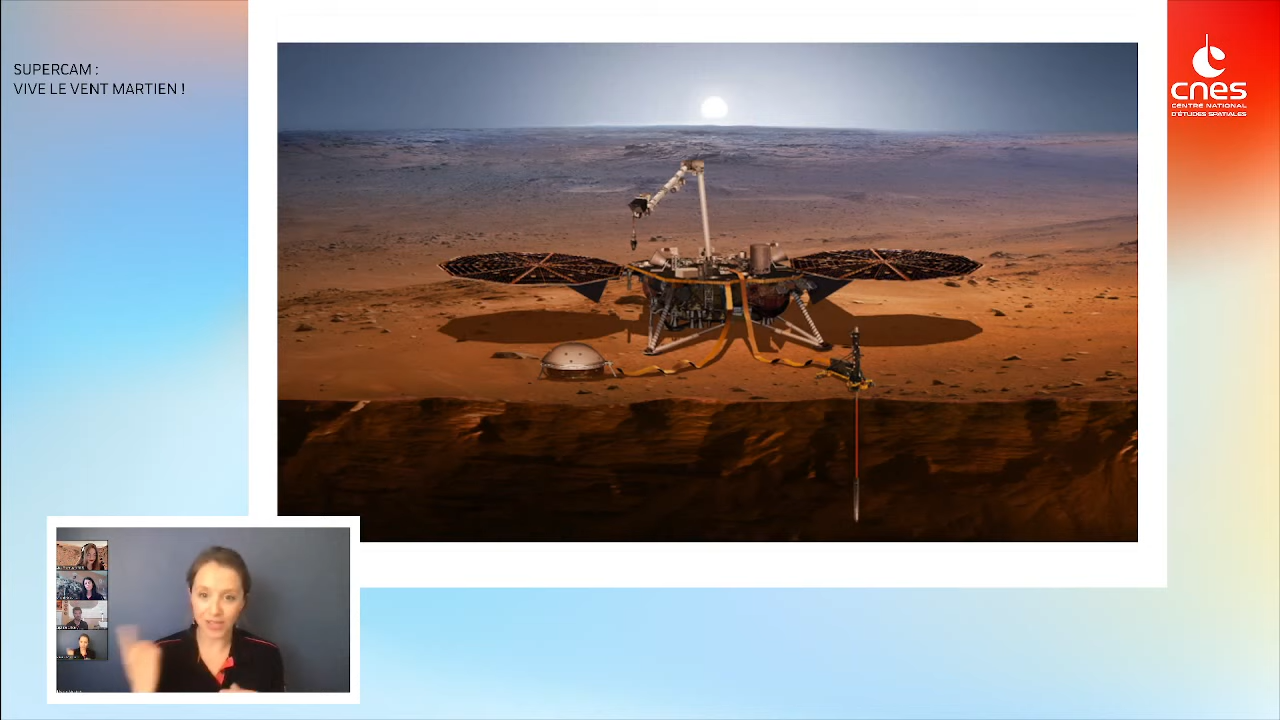 SUPERCAM :
VIVE LE VENT MARTIEN !
cnes
CENTRE NATIONAL
D'ÉTUDES SPATIALES